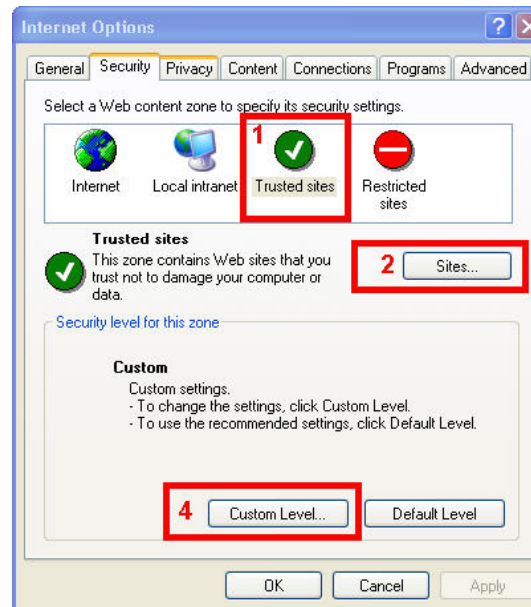 Internet Options
General Security Privacy Content Connections Programs Advanced
Select a Web content zone to specify its security settings.
1
Internet Local intranet Trusted sites Restricted
sites
Trusted sites
This zone contains Web sites that you
trust not to damage your computer or
data.
2 Sites...
Security level for this zone
Custom
Custom settings.
- To change the settings, click Custom Level.
- To use the recommended settings, click Default Level.
4 Custom Level... Default Level
OK Cancel Apply